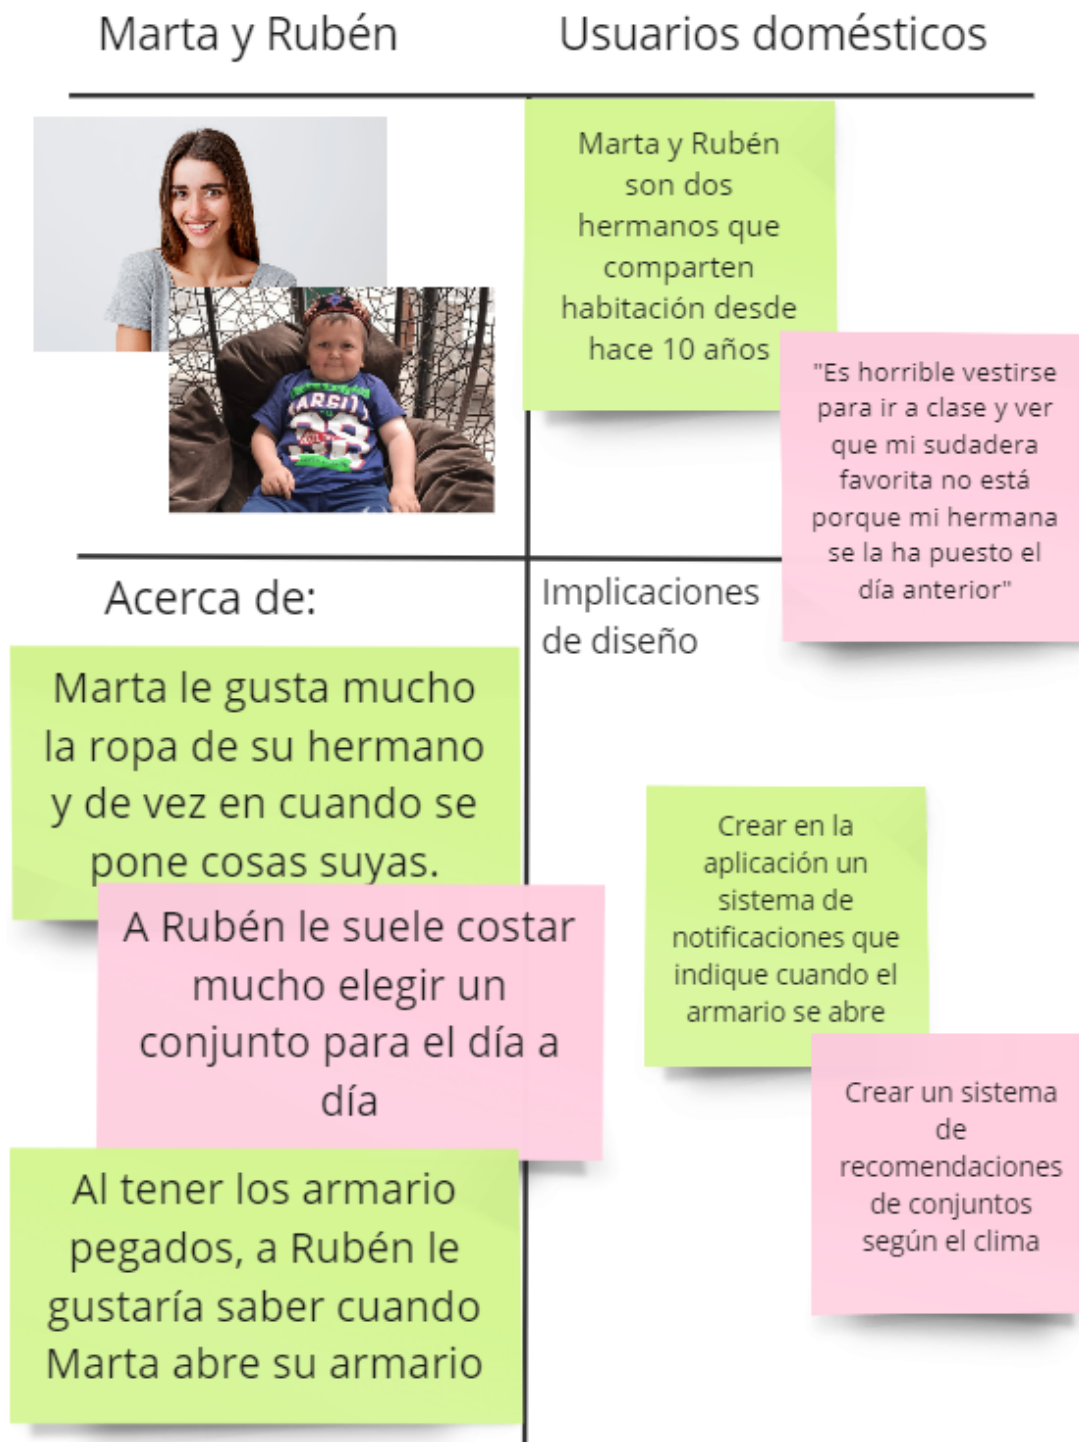 Marta y Rubén
Usuarios domésticos
Marta y Rubén
son dos
hermanos que
comparten
habitación desde
hace 10 años
"Es horrible vestirse
para ir a clase y ver
que mi sudadera
favorita no está
porque mi hermana
se la ha puesto el
día anterior"
Acerca de:
Marta le gusta mucho
la ropa de su hermano
y de vez en cuando se
pone cosas suyas.
A Rubén le suele costar
mucho elegir un
conjunto para el día a
día
Al tener los armario
pegados, a Rubén le
gustaría saber cuando
Marta abre su armario
Implicaciones
de diseño
Crear en la
aplicación un
sistema de
notificaciones que
indique cuando el
armario se abre
Crear un sistema
de
recomendaciones
de conjuntos
según el clima